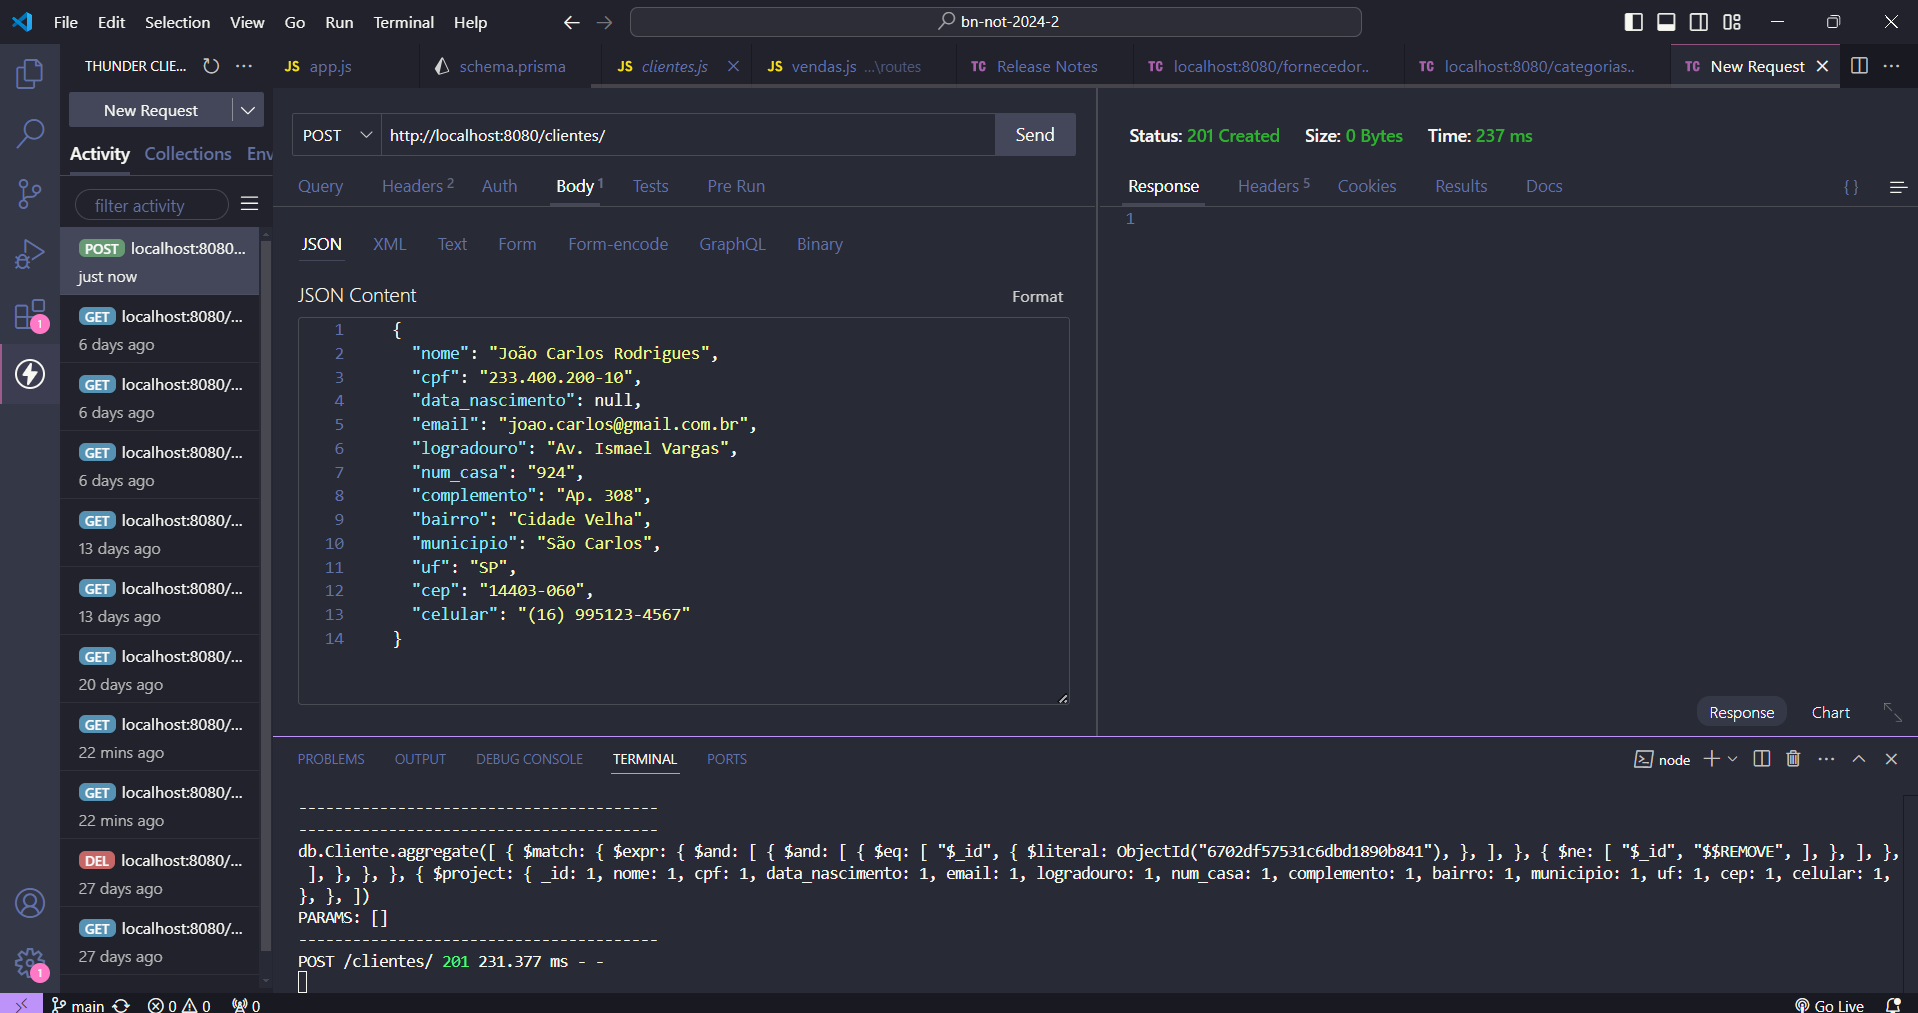 File Edit Selection View Go Run Terminal Help
bn-not-2024-2
THUNDER CLIE...
JS app.js
schema.prisma
JS clientes.js
JS vendas.js ...\routes
TC Release Notes
TC localhost:8080/fornecedor..
TC localhost:8080/categorias..
TC New Request
New Request
Activity Collections Env
filter activity
POST localhost:8080...
just now
GET localhost:8080/...
6 days ago
GET localhost:8080/...
6 days ago
GET localhost:8080/...
6 days ago
GET localhost:8080/...
13 days ago
GET localhost:8080/...
13 days ago
GET localhost:8080/...
20 days ago
GET localhost:8080/...
22 mins ago
GET localhost:8080/...
22 mins ago
DEL localhost:8080/...
27 days ago
GET localhost:8080/...
27 days ago
1
1
POST http://localhost:8080/clientes/ Send
Query Headers 2 Auth Body 1 Tests Pre Run
JSON XML Text Form Form-encode GraphQL Binary
JSON Content Format
1 {
2 "nome": "João Carlos Rodrigues",
3 "cpf": "233.400.200-10",
4 "data_nascimento": null,
5 "email": "joao.carlos@gmail.com.br",
6 "logradouro": "Av. Ismael Vargas",
7 "num_casa": "924",
8 "complemento": "Ap. 308",
9 "bairro": "Cidade Velha",
10 "municipio": "São Carlos",
11 "uf": "SP",
12 "cep": "14403-060",
13 "celular": "(16) 995123-4567"
14 }
Status: 201 Created Size: 0 Bytes Time: 237 ms
Response Headers 5 Cookies Results Docs { }
1
Response Chart
PROBLEMS OUTPUT DEBUG CONSOLE TERMINAL PORTS
node
----------------------------------------
----------------------------------------
db.Cliente.aggregate([ { $match: { $expr: { $and: [ { $and: [ { $eq: [ "$_id", { $literal: ObjectId("6702df57531c6dbd1890b841"), }, ], }, { $ne: [ "$_id", "$$REMOVE", ], }, ], },
 ], }, }, }, { $project: { _id: 1, nome: 1, cpf: 1, data_nascimento: 1, email: 1, logradouro: 1, num_casa: 1, complemento: 1, bairro: 1, municipio: 1, uf: 1, cep: 1, celular: 1,
}, }, ])
PARAMS: []
----------------------------------------
POST /clientes/ 201 231.377 ms - -
main 0 0 0
Go Live